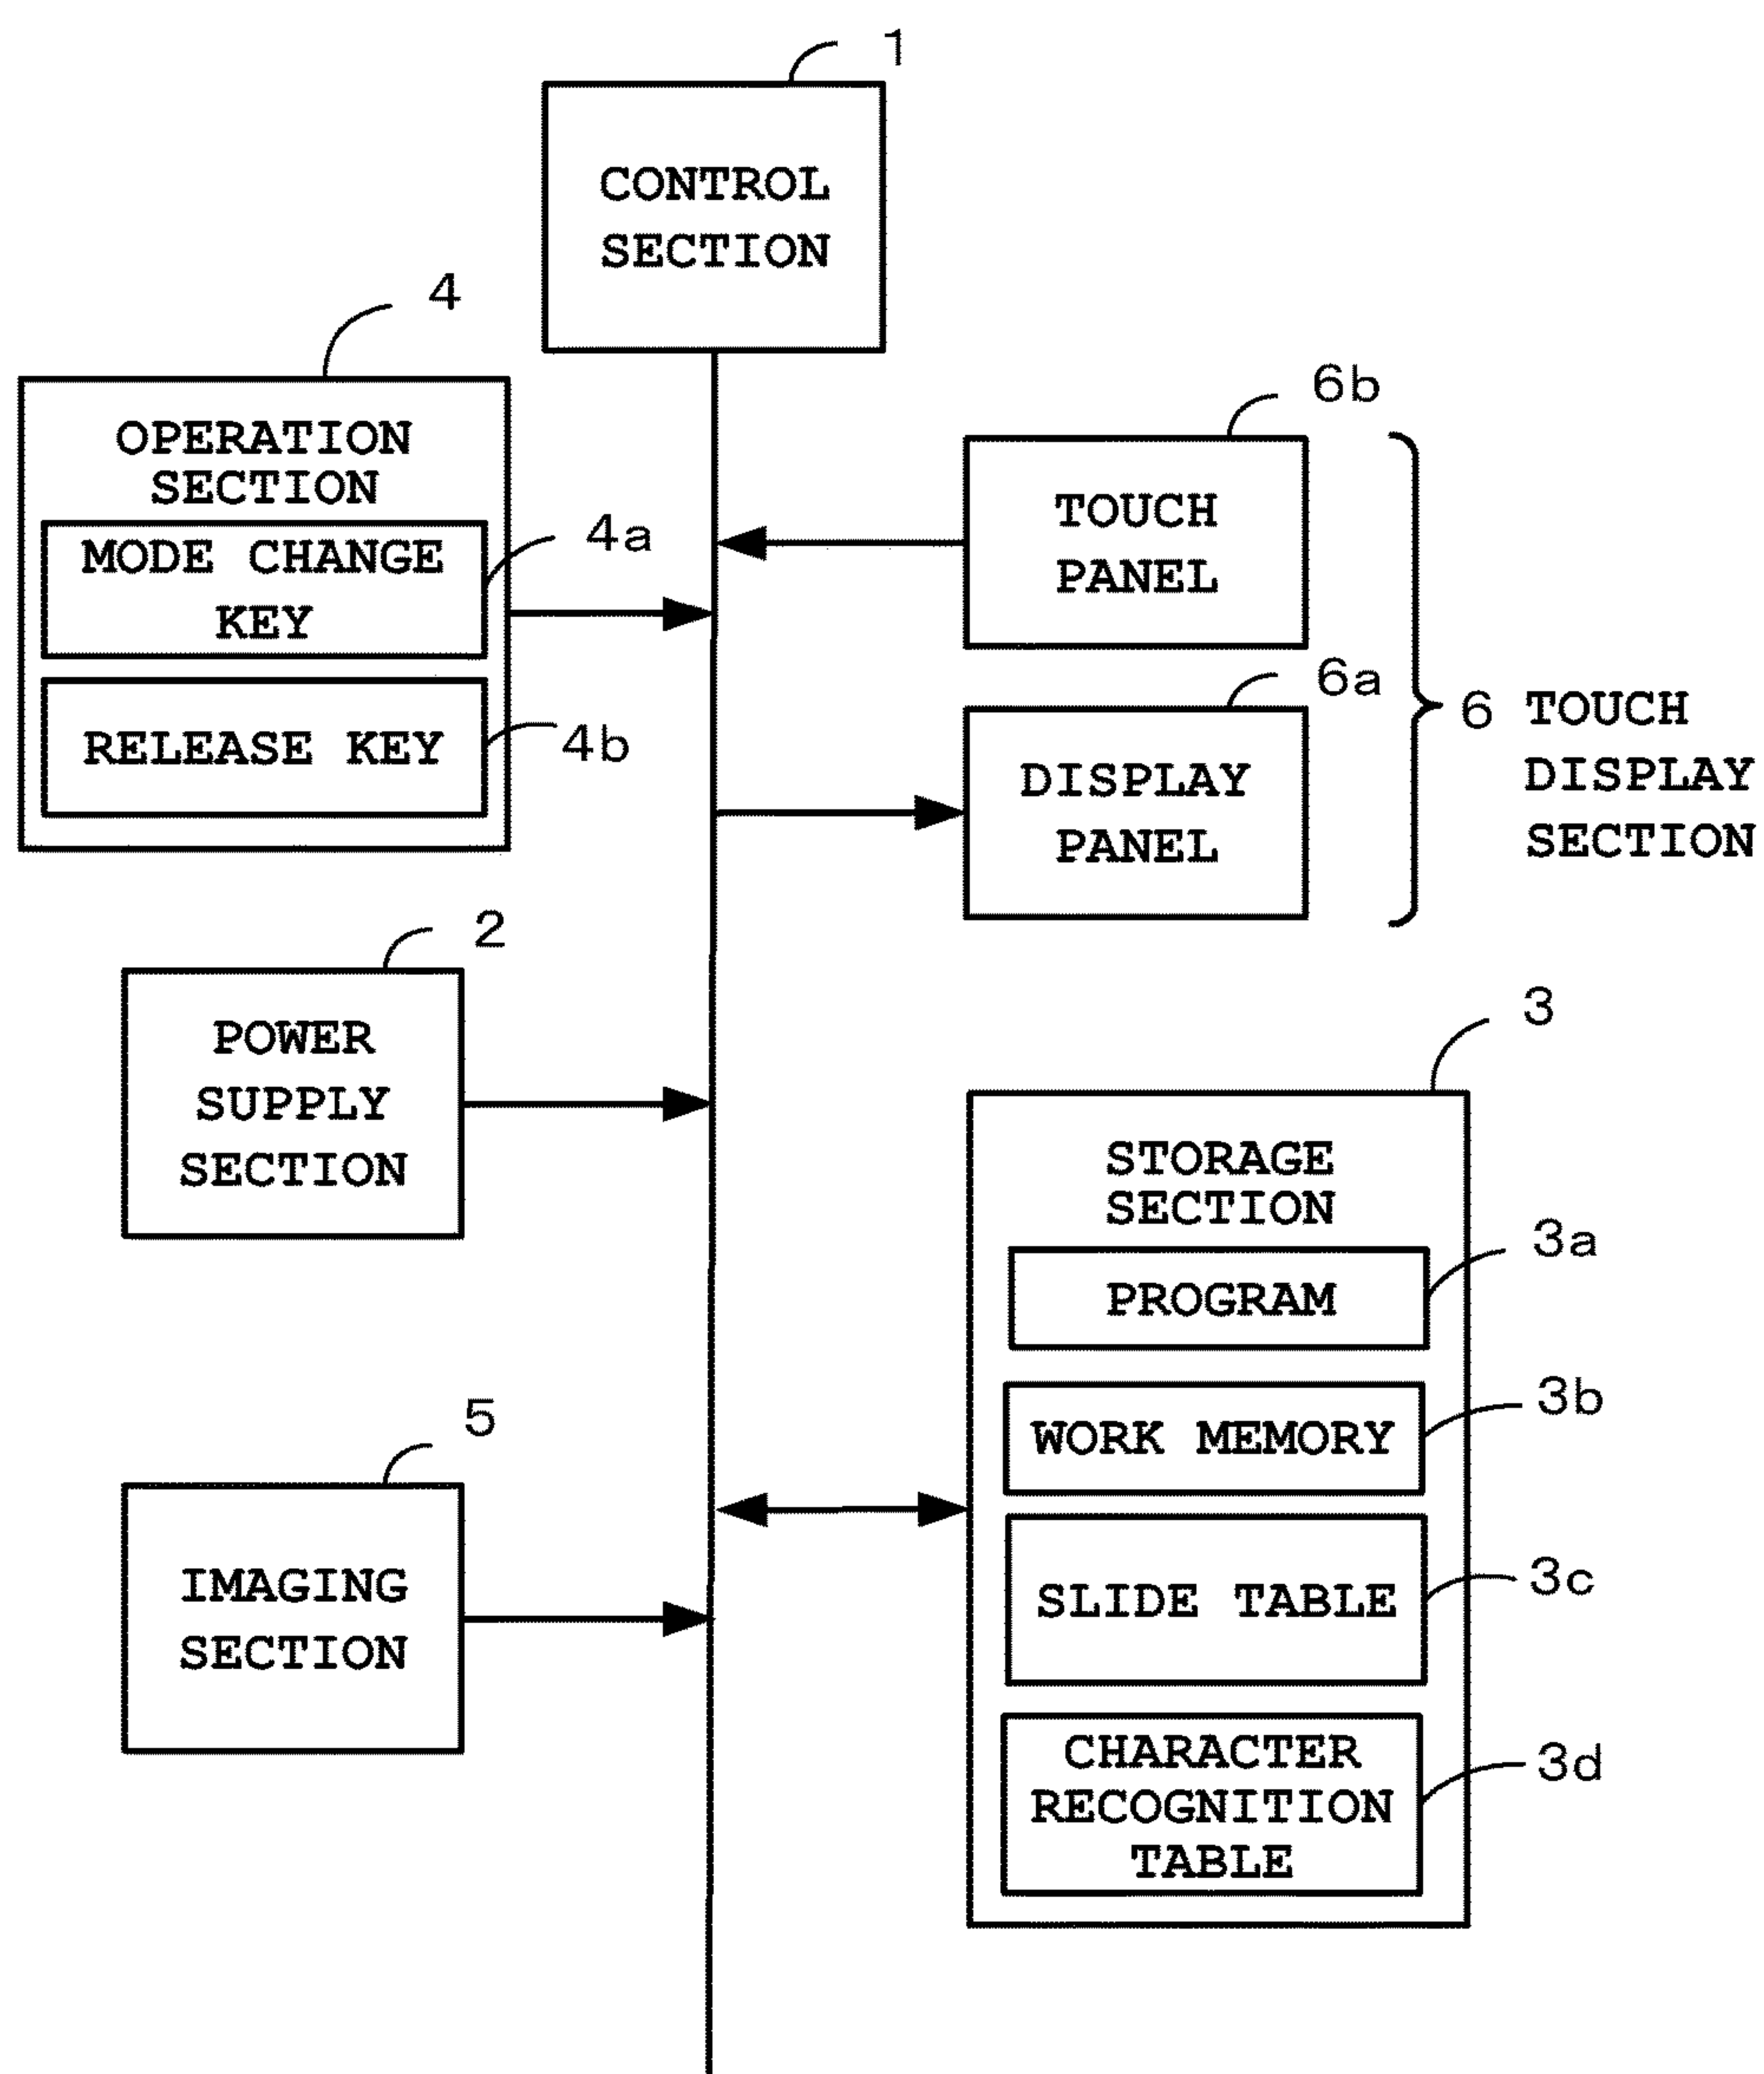 1
CONTROL
SECTION
4
OPERATION
SECTION
MODE CHANGE
KEY
4a
RELEASE KEY
4b
6b
TOUCH
PANEL
6a
DISPLAY
PANEL
6 TOUCH
DISPLAY
SECTION
2
POWER
SUPPLY
SECTION
3
STORAGE
SECTION
PROGRAM
3a
WORK MEMORY
3b
SLIDE TABLE
3c
CHARACTER
RECOGNITION
TABLE
3d
5
IMAGING
SECTION